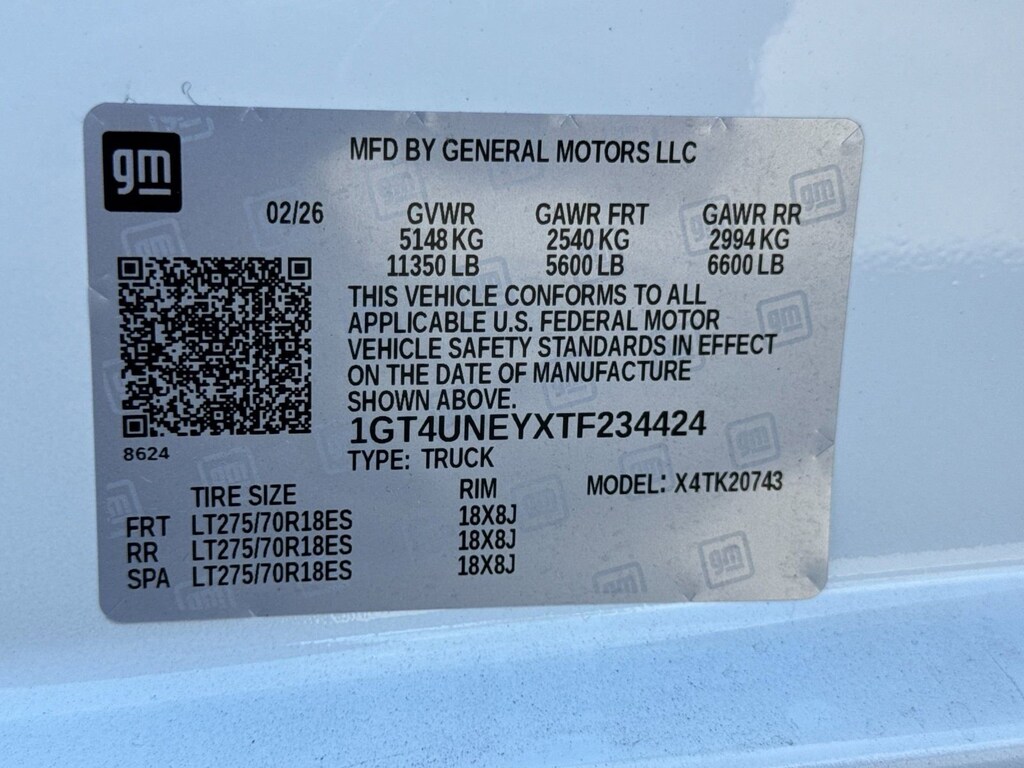 gm
MFD BY GENERAL MOTORS LLC
02/26 GVWR GAWR FRT GAWR RR
5148 KG 2540 KG 2994 KG
11350 LB 5600 LB 6600 LB
THIS VEHICLE CONFORMS TO ALL
APPLICABLE U.S. FEDERAL MOTOR
VEHICLE SAFETY STANDARDS IN EFFECT
ON THE DATE OF MANUFACTURE
SHOWN ABOVE.
1GT4UNEYXTF234424
8624
TYPE: TRUCK
TIRE SIZE RIM MODEL: X4TK20743
FRT LT275/70R18ES 18X8J
RR LT275/70R18ES 18X8J
SPA LT275/70R18ES 18X8J